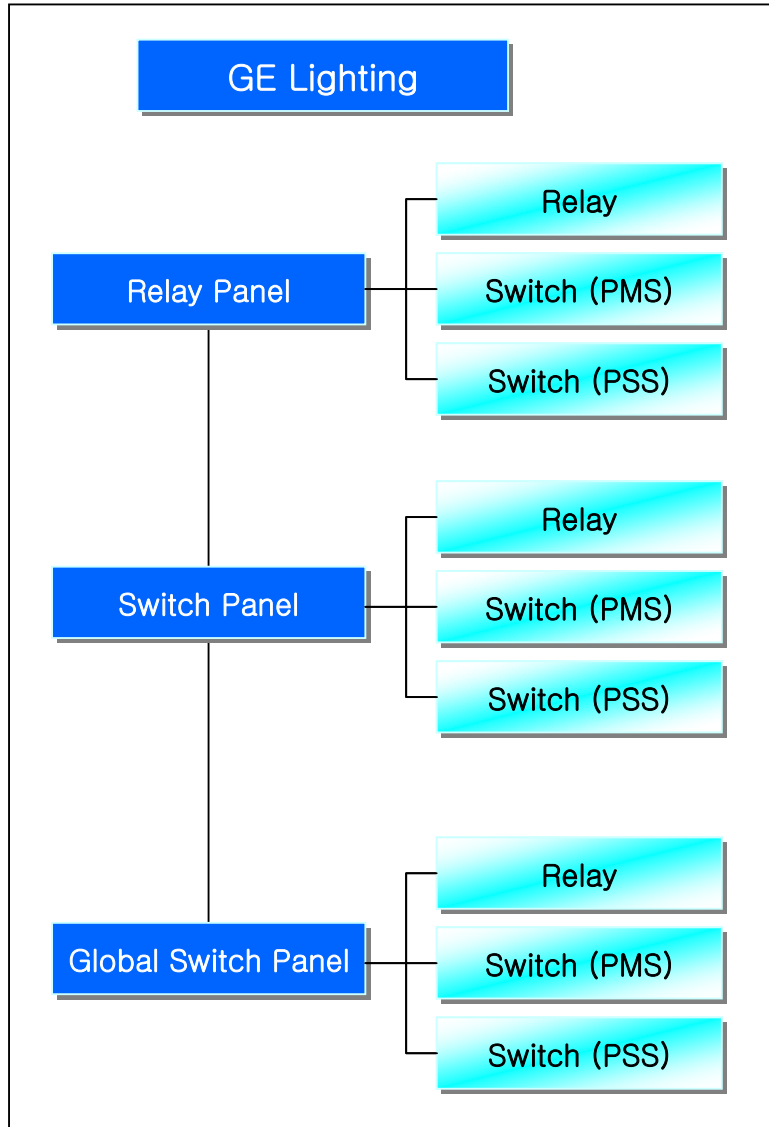 GE Lighting
Relay Panel
Relay
Switch (PMS)
Switch (PSS)
Switch Panel
Relay
Switch (PMS)
Switch (PSS)
Global Switch Panel
Relay
Switch (PMS)
Switch (PSS)